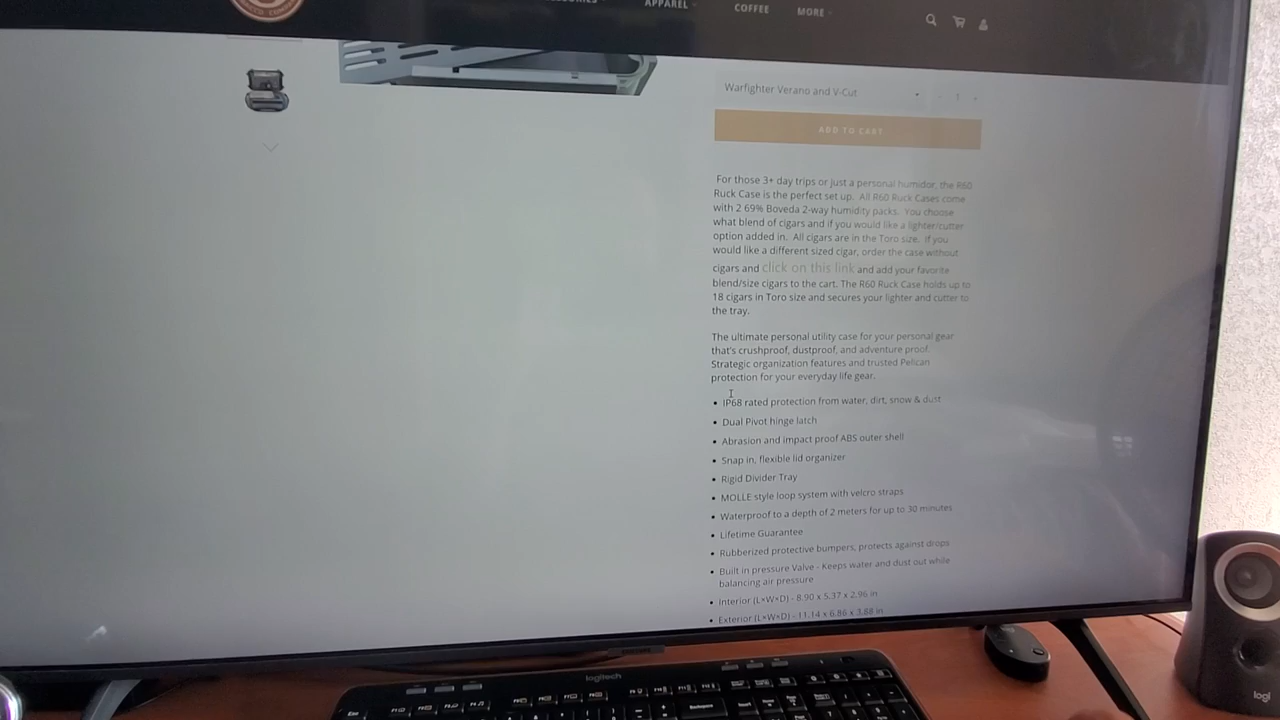 APPAREL
COFFEE
MORE
Warfighter Verano and V-Cut
1
ADD TO CART
For those 3+ day trips or just a personal humidor, the R60
Ruck Case is the perfect set up. All R60 Ruck Cases come
with 2 69% Boveda 2-way humidity packs. You choose
what blend of cigars and if you would like a lighter/cutter
option added in. All cigars are in the Toro size. If you
would like a different sized cigar, order the case without
cigars and click on this link and add your favorite
blend/size cigars to the cart. The R60 Ruck Case holds up to
18 cigars in Toro size and secures your lighter and cutter to
the tray.
The ultimate personal utility case for your personal gear
that's crushproof, dustproof, and adventure proof.
Strategic organization features and trusted Pelican
protection for your everyday life gear.
• IP68 rated protection from water, dirt, snow & dust
• Dual Pivot hinge latch
• Abrasion and impact proof ABS outer shell
• Snap in, flexible lid organizer
• Rigid Divider Tray
• MOLLE style loop system with velcro straps
• Waterproof to a depth of 2 meters for up to 30 minutes
• Lifetime Guarantee
• Rubberized protective bumpers, protects against drops
• Built in pressure Valve - Keeps water and dust out while
balancing air pressure
• Interior (L×W×D) - 8.90 x 5.37 x 2.96 in
• Exterior (L×W×D) - 11.14 x 6.86 x 3.88 in
logitech
logi